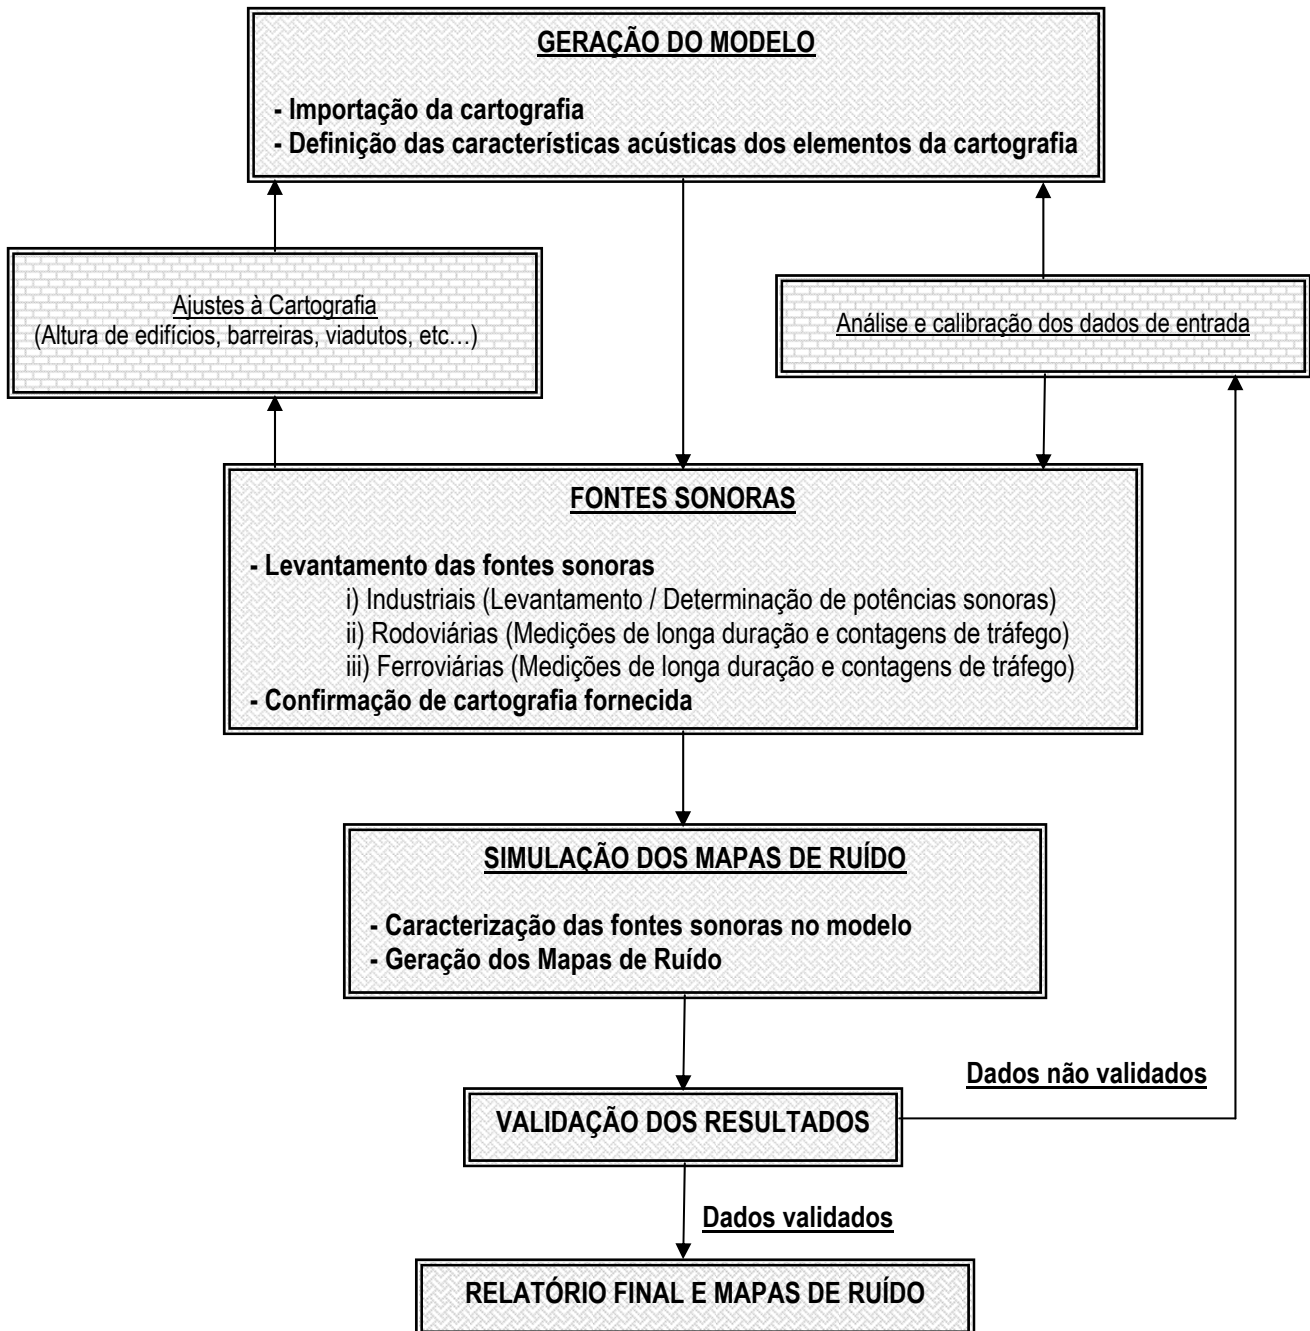 GERAÇÃO DO MODELO
- Importação da cartografia
- Definição das características acústicas dos elementos da cartografia
Ajustes à Cartografia
(Altura de edifícios, barreiras, viadutos, etc…)
Análise e calibração dos dados de entrada
FONTES SONORAS
- Levantamento das fontes sonoras
i) Industriais (Levantamento / Determinação de potências sonoras)
ii) Rodoviárias (Medições de longa duração e contagens de tráfego)
iii) Ferroviárias (Medições de longa duração e contagens de tráfego)
- Confirmação de cartografia fornecida
SIMULAÇÃO DOS MAPAS DE RUÍDO
- Caracterização das fontes sonoras no modelo
- Geração dos Mapas de Ruído
Dados não validados
VALIDAÇÃO DOS RESULTADOS
Dados validados
RELATÓRIO FINAL E MAPAS DE RUÍDO